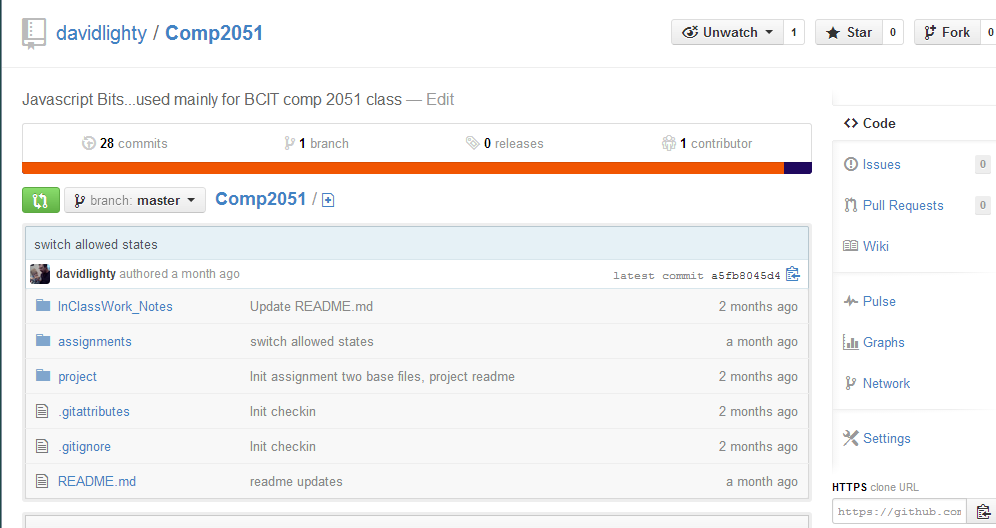 davidlighty / Comp2051
Unwatch 1 Star 0 Fork 0
Javascript Bits...used mainly for BCIT comp 2051 class — Edit
28 commits 1 branch 0 releases 1 contributor
branch: master Comp2051 /
switch allowed states
davidlighty authored a month ago latest commit a5fb8045d4
InClassWork_Notes Update README.md 2 months ago
assignments switch allowed states a month ago
project Init assignment two base files, project readme 2 months ago
.gitattributes Init checkin 2 months ago
.gitignore Init checkin 2 months ago
README.md readme updates a month ago
Code
Issues 0
Pull Requests 0
Wiki
Pulse
Graphs
Network
Settings
HTTPS clone URL
https://github.com